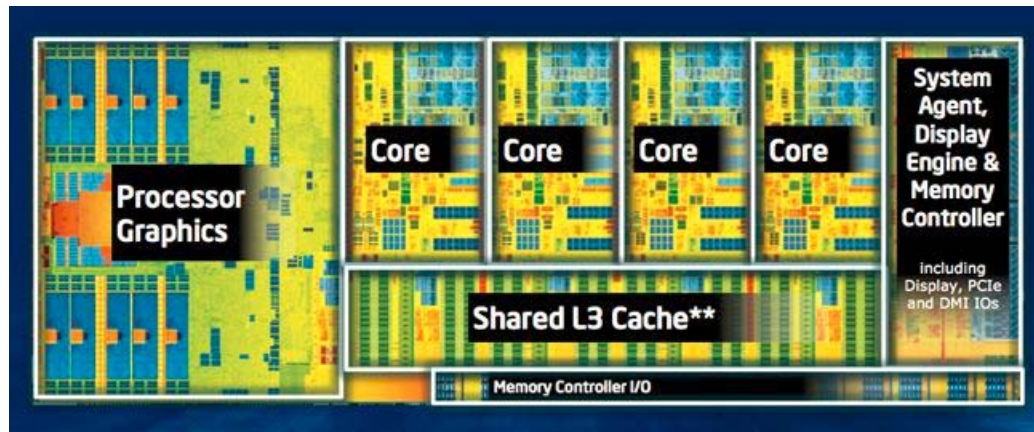 Processor
Graphics
Core
Core
Core
Core
System
Agent,
Display
Engine &
Memory
Controller
including
Display, PCIe
and DMI IOs
Shared L3 Cache**
Memory Controller I/O